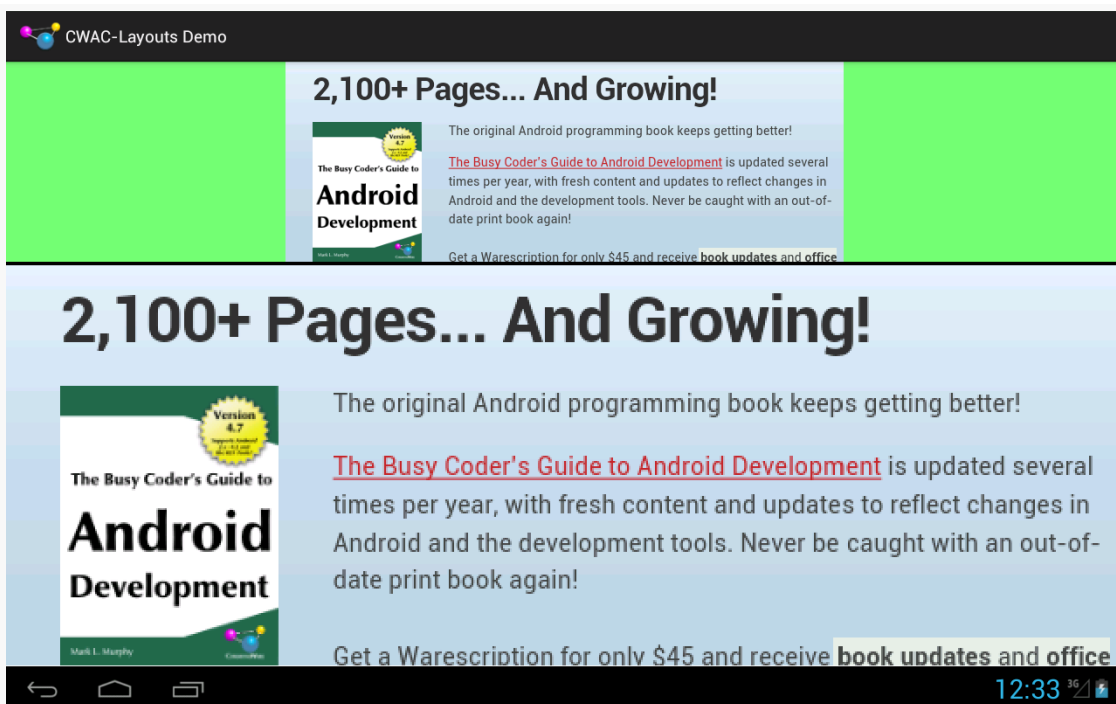 CWAC-Layouts Demo
2,100+ Pages... And Growing!
Version
4.7
The Busy Coder's Guide to
Android
Development
Mark L. Murphy
The original Android programming book keeps getting better!
The Busy Coder's Guide to Android Development is updated several
times per year, with fresh content and updates to reflect changes in
Android and the development tools. Never be caught with an out-of-
date print book again!
Get a Warescription for only $45 and receive book updates and office
2,100+ Pages... And Growing!
Version
4.7
The Busy Coder's Guide to
Android
Development
Mark L. Murphy
The original Android programming book keeps getting better!
The Busy Coder's Guide to Android Development is updated several
times per year, with fresh content and updates to reflect changes in
Android and the development tools. Never be caught with an out-of-
date print book again!
Get a Warescription for only $45 and receive book updates and office
12:33
3G